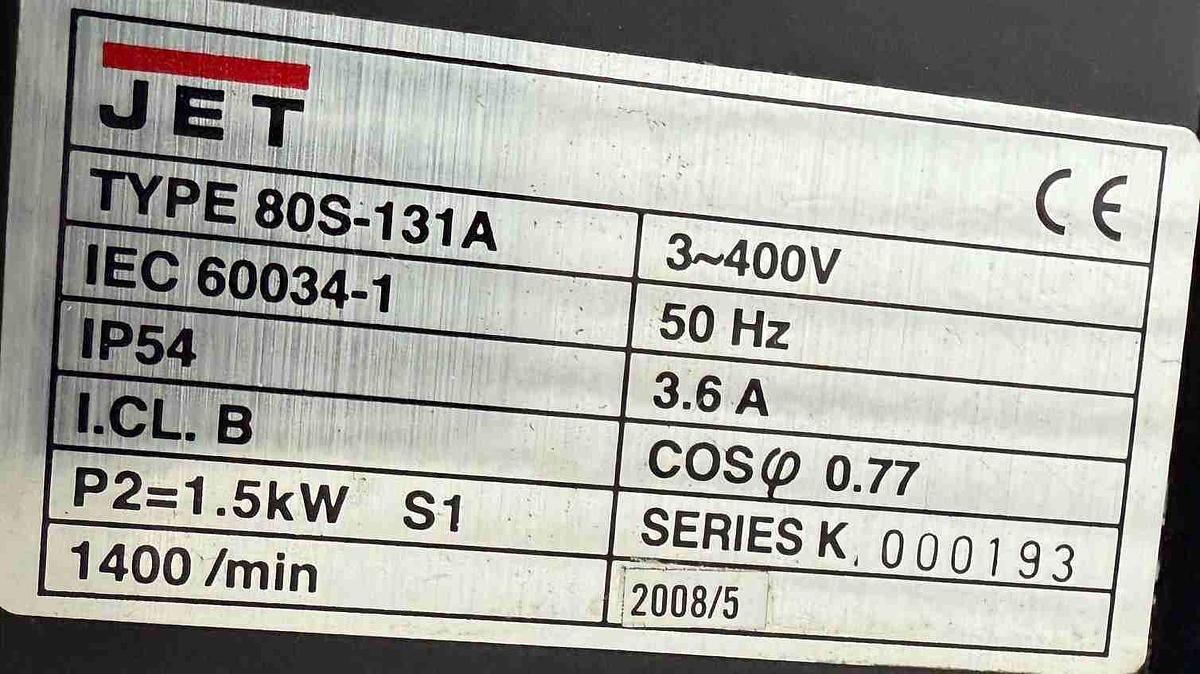 JET
CE
TYPE 80S-131A
3~400V
IEC 60034-1
50 Hz
IP54
3.6 A
I.CL. B
COSφ 0.77
P2=1.5kW S1
SERIES K. 000193
1400 /min
2008/5